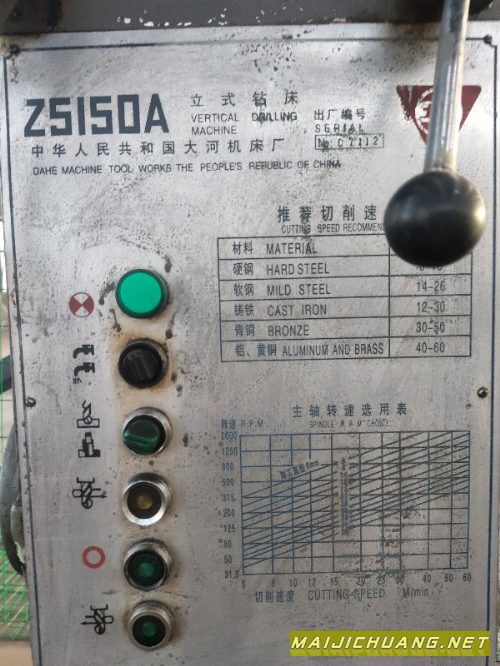 Z5150A
立式钻床
VERTICAL DRILLING
MACHINE
出厂编号
SERIAL
中华人民共和国大河机床厂
DAHE MACHINE TOOL WORKS THE PEOPLE'S REPUBLIC OF CHINA
推荐切削速
CUTTING SPEED RECOMMEN
材料 MATERIAL
硬钢 HARD STEEL
软钢 MILD STEEL 14-26
铸铁 CAST IRON 12-30
青铜 BRONZE 30-50
铝、黄铜 ALUMINUM AND BRASS 40-60
主轴转速选用表
转速 R.P.M SPINDLE R.P.M CHOICE
2000
1250
800
500
315
200
125
80
50
31.5
6 8 10 12 15 20 25 30 40 50 60
切削速度 CUTTING SPEED M/min
MAIJICHUANG.NET